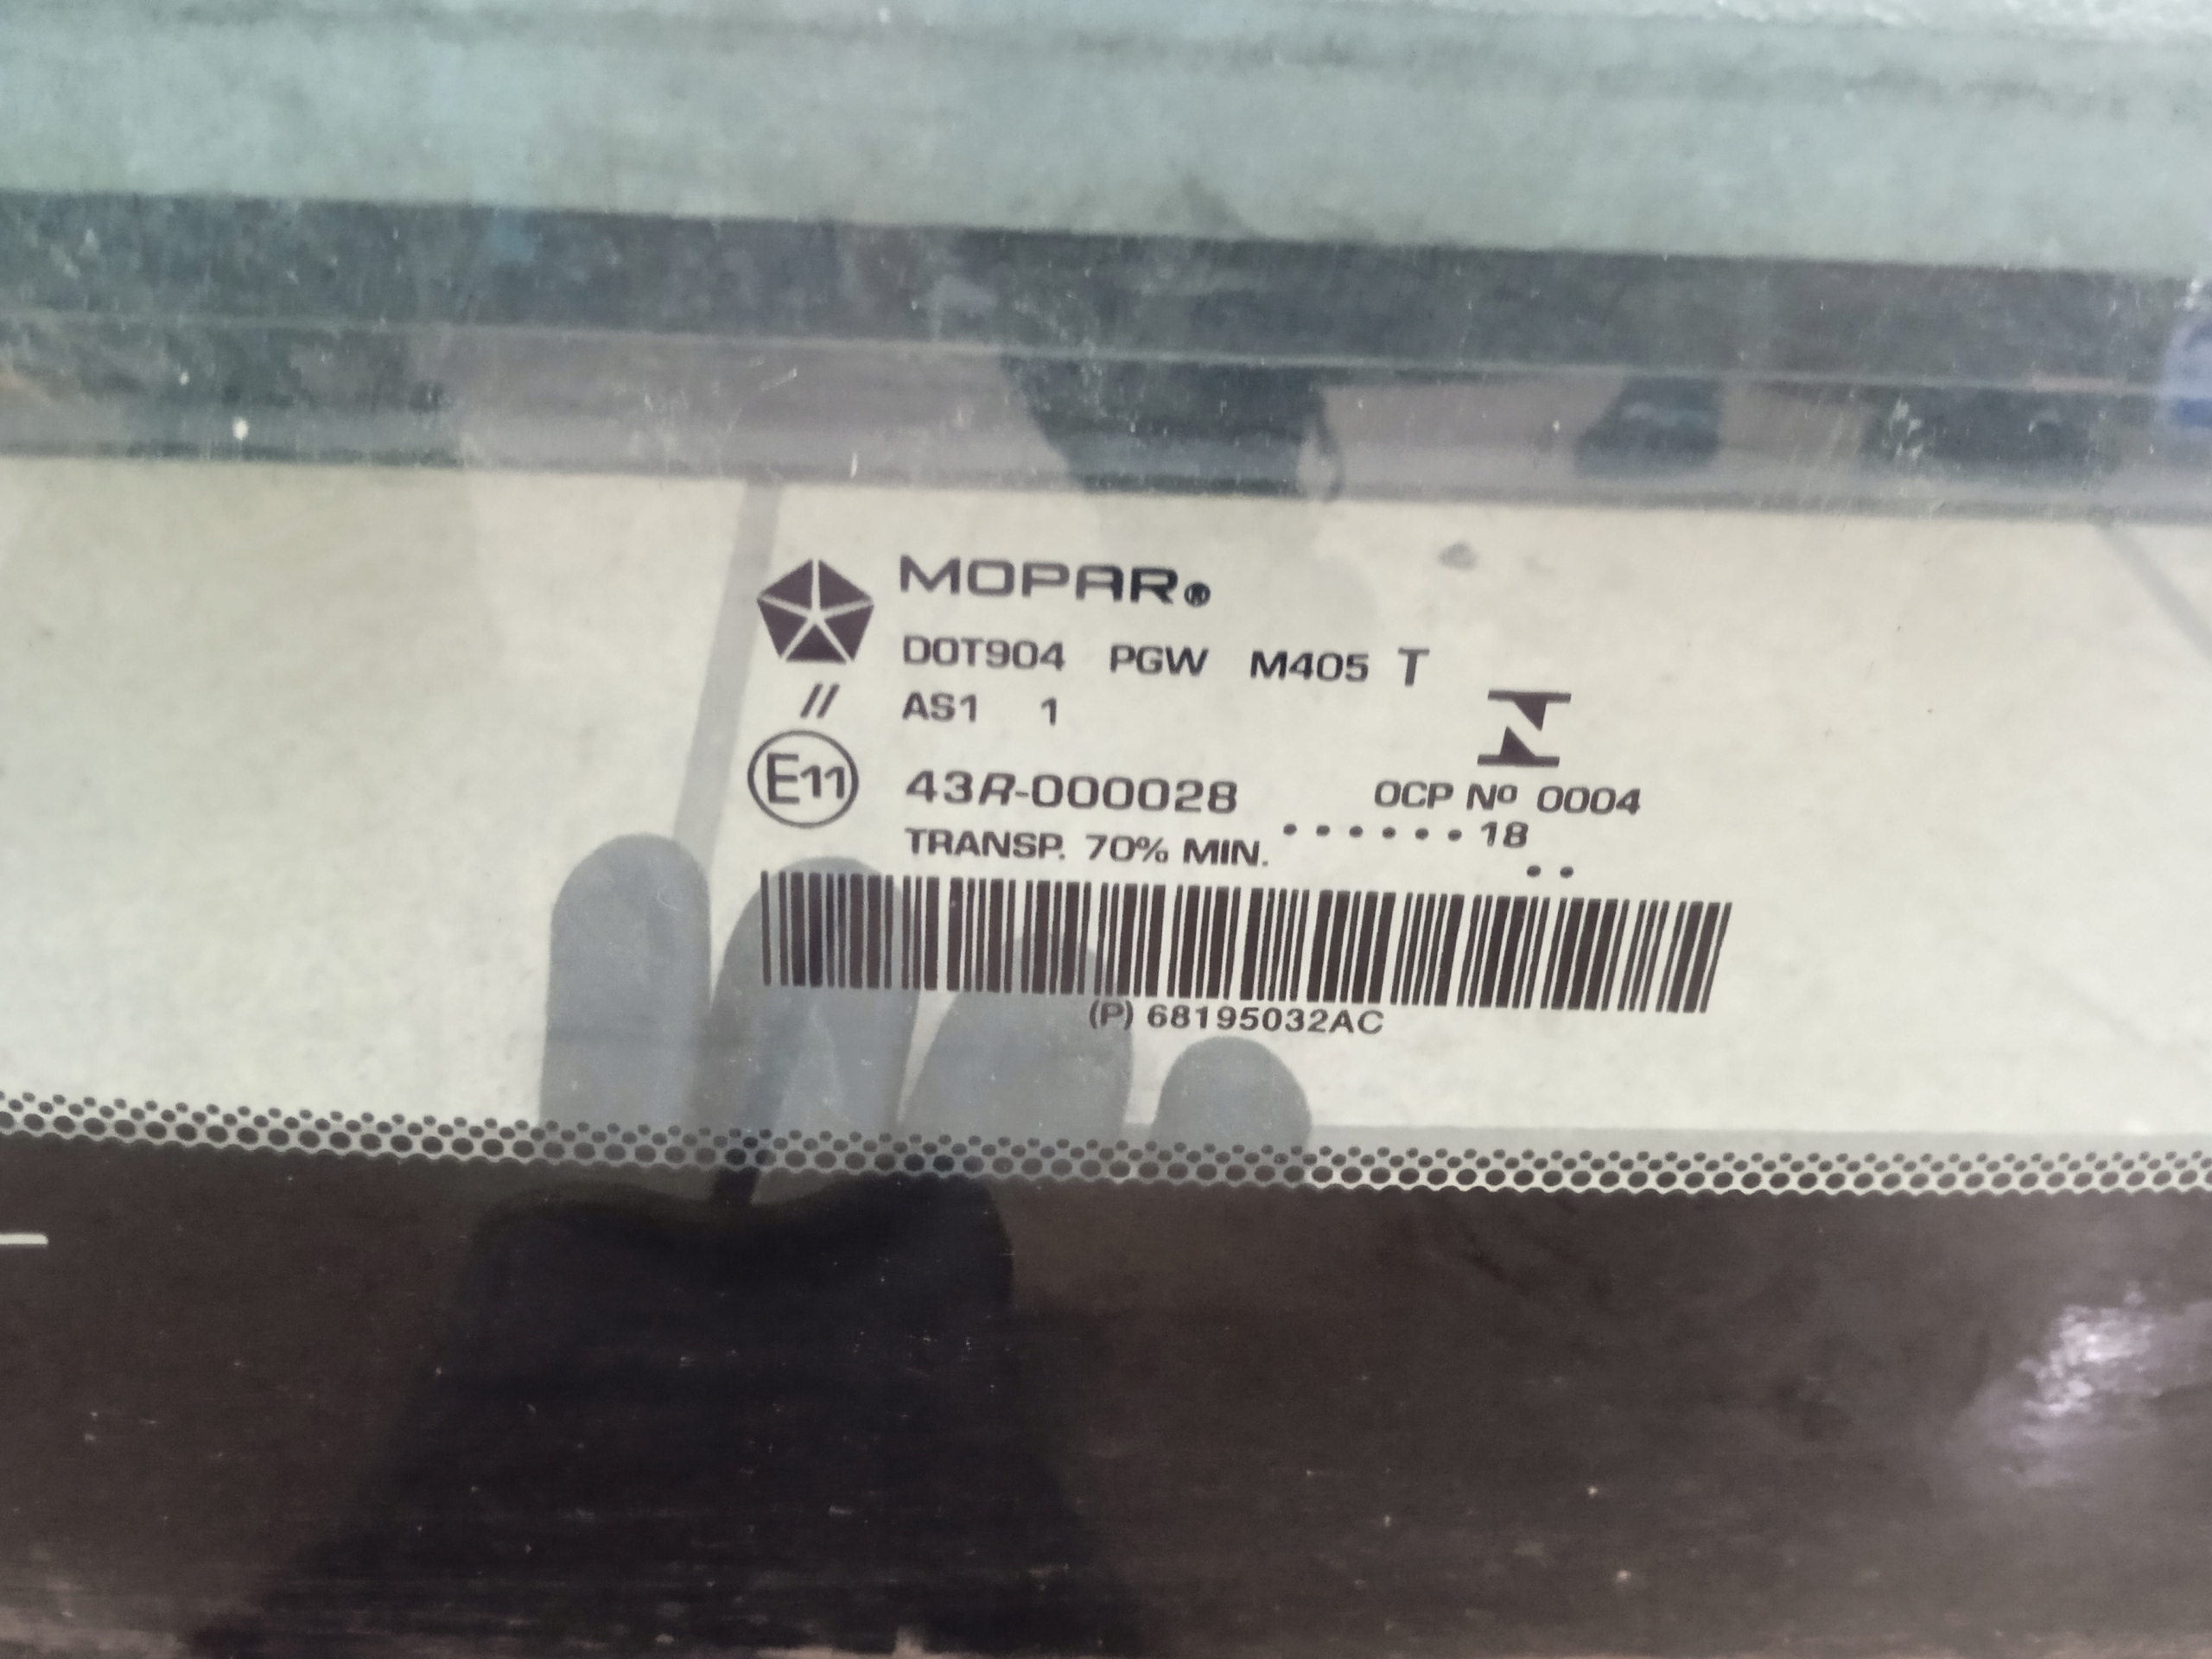 MOPAR®
DOT904 PGW M405 T
// AS1 1
E11 43R-000028 OCP Nº 0004
TRANSP. 70% MIN. ······18··
(P) 68195032AC